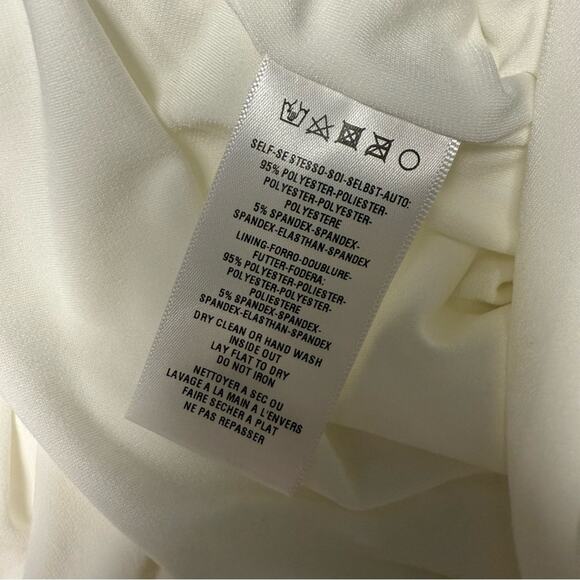 SELF-SE STESSO-SOI-SELBST-AUTO:
95% POLYESTER-POLIESTER-
POLYESTER-POLYESTER-
POLYESTERE
5% SPANDEX-SPANDEX-
SPANDEX-ELASTHAN-SPANDEX
LINING-FORRO-DOUBLURE-
FUTTER-FODERA:
95% POLYESTER-POLIESTER-
POLYESTER-POLYESTER-
POLIESTERE
5% SPANDEX-SPANDEX-
SPANDEX-ELASTHAN-SPANDEX
DRY CLEAN OR HAND WASH
INSIDE OUT
LAY FLAT TO DRY
DO NOT IRON
NETTOYER A SEC OU
LAVAGE A LA MAIN A L'ENVERS
FAIRE SECHER A PLAT
NE PAS REPASSER